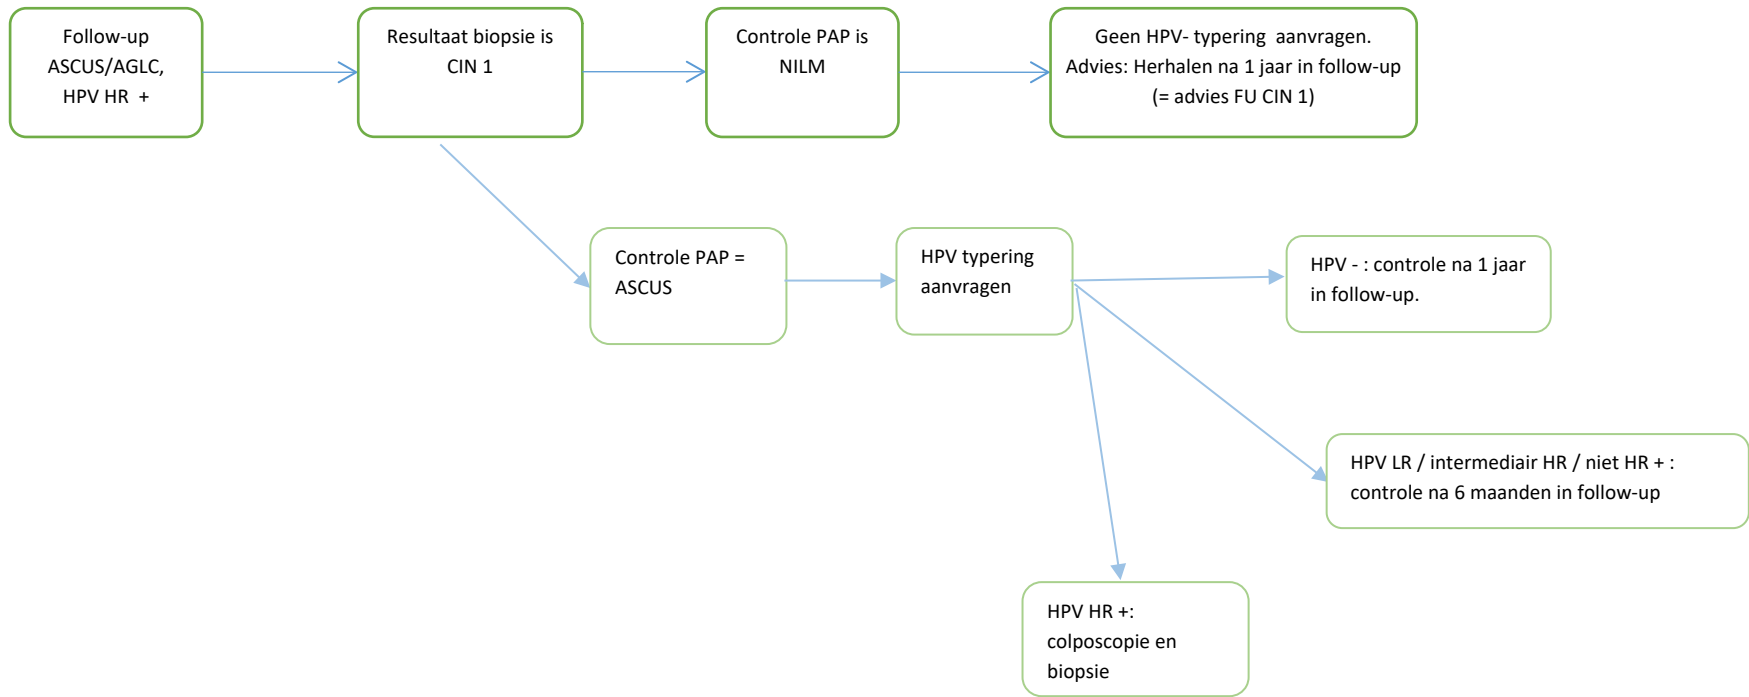 Follow-up
ASCUS/AGLC,
HPV HR +
Resultaat biopsie is
CIN 1
Controle PAP is
NILM
Geen HPV- typering aanvragen.
Advies: Herhalen na 1 jaar in follow-up
(= advies FU CIN 1)
Controle PAP =
ASCUS
HPV typering
aanvragen
HPV - : controle na 1 jaar
in follow-up.
HPV LR / intermediair HR / niet HR + :
controle na 6 maanden in follow-up
HPV HR +:
colposcopie en
biopsie